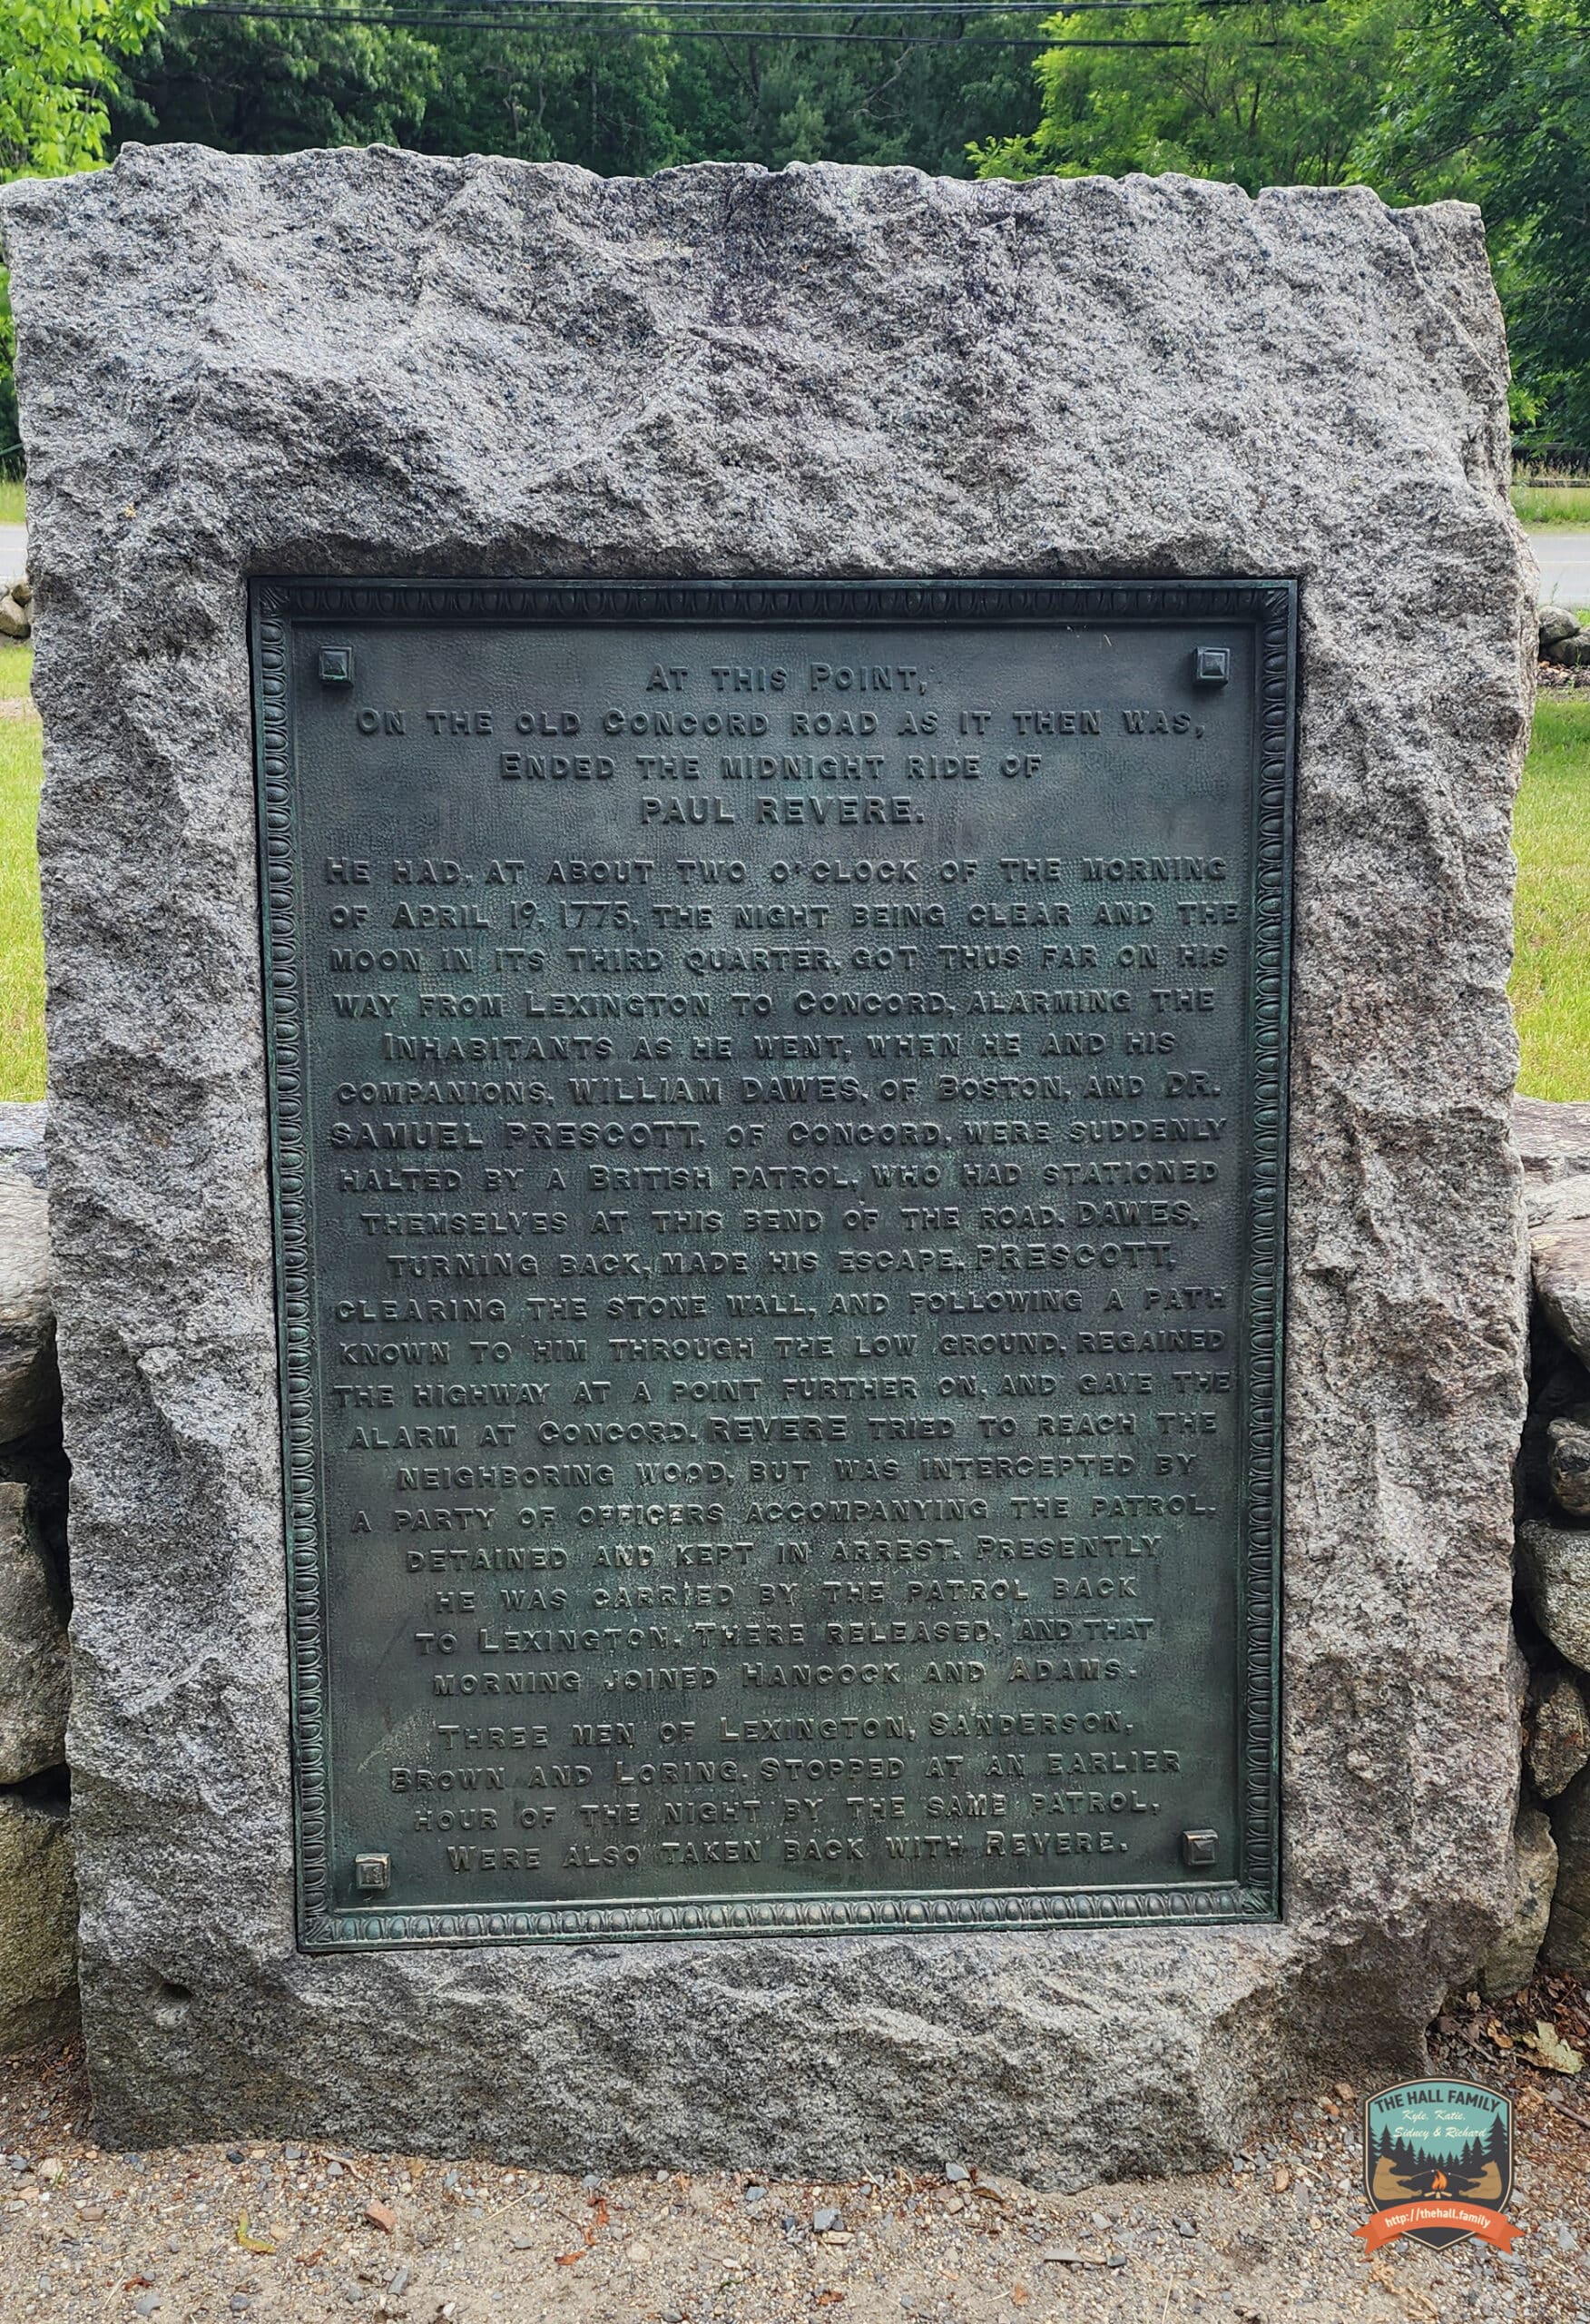 AT THIS POINT,
ON THE OLD CONCORD ROAD AS IT THEN WAS,
ENDED THE MIDNIGHT RIDE OF
PAUL REVERE.
HE HAD, AT ABOUT TWO O'CLOCK OF THE MORNING
OF APRIL 19, 1775, THE NIGHT BEING CLEAR AND THE
MOON IN ITS THIRD QUARTER, GOT THUS FAR ON HIS
WAY FROM LEXINGTON TO CONCORD, ALARMING THE
INHABITANTS AS HE WENT, WHEN HE AND HIS
COMPANIONS, WILLIAM DAWES, OF BOSTON, AND DR.
SAMUEL PRESCOTT, OF CONCORD, WERE SUDDENLY
HALTED BY A BRITISH PATROL, WHO HAD STATIONED
THEMSELVES AT THIS BEND OF THE ROAD. DAWES,
TURNING BACK, MADE HIS ESCAPE. PRESCOTT,
CLEARING THE STONE WALL, AND FOLLOWING A PATH
KNOWN TO HIM THROUGH THE LOW GROUND, REGAINED
THE HIGHWAY AT A POINT FURTHER ON, AND GAVE THE
ALARM AT CONCORD. REVERE TRIED TO REACH THE
NEIGHBORING WOOD, BUT WAS INTERCEPTED BY
A PARTY OF OFFICERS ACCOMPANYING THE PATROL,
DETAINED AND KEPT IN ARREST. PRESENTLY
HE WAS CARRIED BY THE PATROL BACK
TO LEXINGTON, THERE RELEASED, AND THAT
MORNING JOINED HANCOCK AND ADAMS.
THREE MEN OF LEXINGTON, SANDERSON,
BROWN AND LORING, STOPPED AT AN EARLIER
HOUR OF THE NIGHT BY THE SAME PATROL,
WERE ALSO TAKEN BACK WITH REVERE.
THE HALL FAMILY
Kyle, Katie,
Sidney & Richard
http://thehall.family